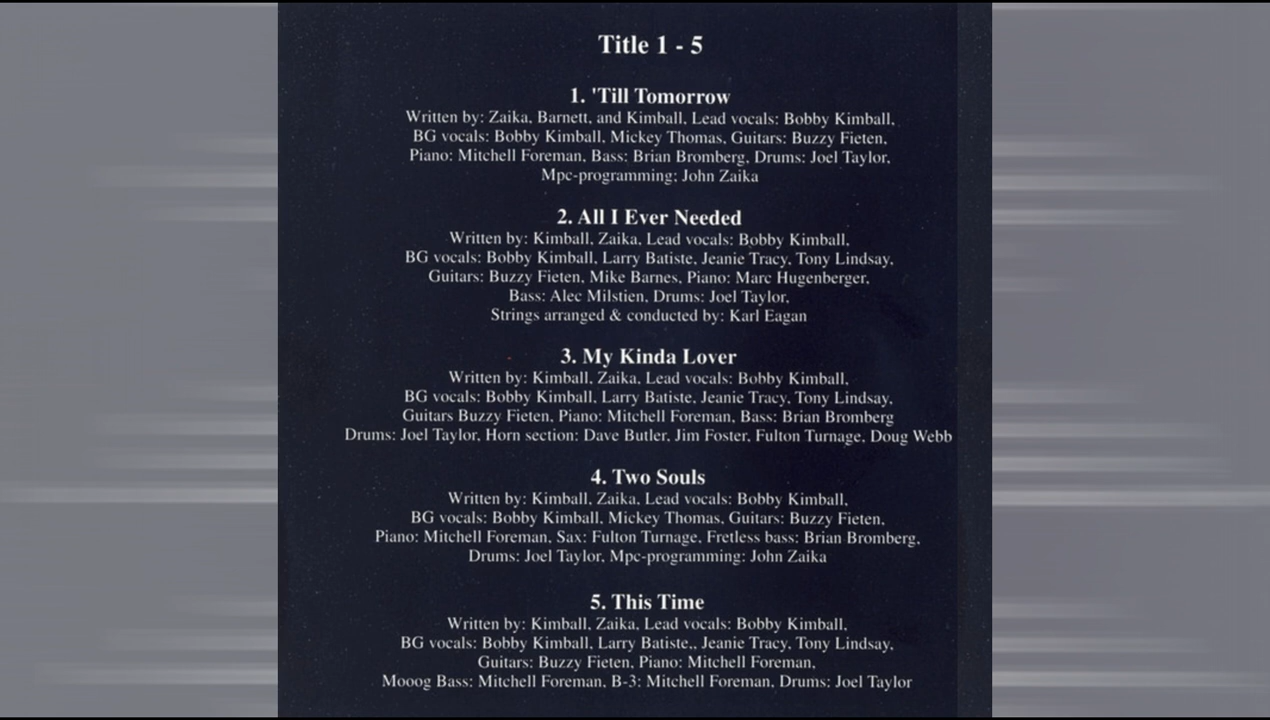 Title 1 - 5
1. 'Till Tomorrow
Written by: Zaika, Barnett, and Kimball, Lead vocals: Bobby Kimball,
BG vocals: Bobby Kimball, Mickey Thomas, Guitars: Buzzy Fieten,
Piano: Mitchell Foreman, Bass: Brian Bromberg, Drums: Joel Taylor,
Mpc-programming; John Zaika
2. All I Ever Needed
Written by: Kimball, Zaika, Lead vocals: Bobby Kimball,
BG vocals: Bobby Kimball, Larry Batiste, Jeanie Tracy, Tony Lindsay,
Guitars: Buzzy Fieten, Mike Barnes, Piano: Marc Hugenberger,
Bass: Alec Milstien, Drums: Joel Taylor,
Strings arranged & conducted by: Karl Eagan
3. My Kinda Lover
Written by: Kimball, Zaika, Lead vocals: Bobby Kimball,
BG vocals: Bobby Kimball, Larry Batiste, Jeanie Tracy, Tony Lindsay,
Guitars Buzzy Fieten, Piano: Mitchell Foreman, Bass: Brian Bromberg
Drums: Joel Taylor, Horn section: Dave Butler, Jim Foster, Fulton Turnage, Doug Webb
4. Two Souls
Written by: Kimball, Zaika, Lead vocals: Bobby Kimball,
BG vocals: Bobby Kimball, Mickey Thomas, Guitars: Buzzy Fieten,
Piano: Mitchell Foreman, Sax: Fulton Turnage, Fretless bass: Brian Bromberg,
Drums: Joel Taylor, Mpc-programming: John Zaika
5. This Time
Written by: Kimball, Zaika, Lead vocals: Bobby Kimball,
BG vocals: Bobby Kimball, Larry Batiste,, Jeanie Tracy, Tony Lindsay,
Guitars: Buzzy Fieten, Piano: Mitchell Foreman,
Mooog Bass: Mitchell Foreman, B-3: Mitchell Foreman, Drums: Joel Taylor